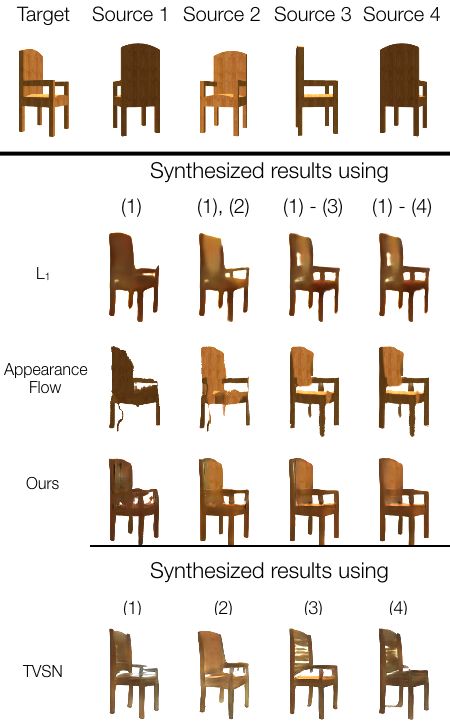 Target Source 1 Source 2 Source 3 Source 4
Synthesized results using
(1) (1), (2) (1) - (3) (1) - (4)
L₁
Appearance
Flow
Ours
Synthesized results using
(1) (2) (3) (4)
TVSN